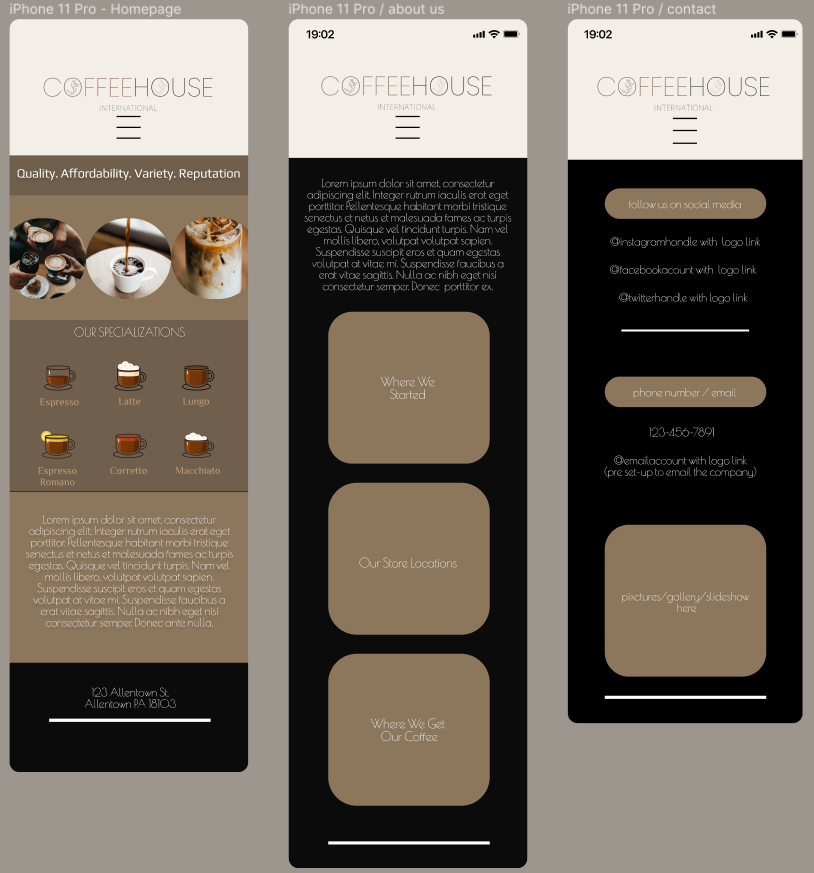 iPhone 11 Pro - Homepage
COFFEEHOUSE
INTERNATIONAL
Quality. Affordability. Variety. Reputation
OUR SPECIALIZATIONS
Espresso
Latte
Lungo
Espresso
Romano
Corretto
Macchiato
Lorem ipsum dolor sit amet, consectetur
adipiscing elit. Integer rutrum iaculis erat eget
porttitor. Pellentesque habitant morbi tristique
senectus et netus et malesuada fames ac turpis
egestas. Quisque vel tincidunt turpis. Nam vel
mollis libero, volutpat volutpat sapien.
Suspendisse suscipit eros et quam egestas
volutpat at vitae mi. Suspendisse faucibus a
erat vitae sagittis. Nulla ac nibh eget nisi
consectetur semper. Donec ante nulla.
123 Allentown St.
Allentown PA 18103
iPhone 11 Pro / about us
19:02
COFFEEHOUSE
INTERNATIONAL
Lorem ipsum dolor sit amet, consectetur
adipiscing elit. Integer rutrum iaculis erat eget
porttitor. Pellentesque habitant morbi tristique
senectus et netus et malesuada fames ac turpis
egestas. Quisque vel tincidunt turpis. Nam vel
mollis libero, volutpat volutpat sapien.
Suspendisse suscipit eros et quam egestas
volutpat at vitae mi. Suspendisse faucibus a
erat vitae sagittis. Nulla ac nibh eget nisi
consectetur semper. Donec porttitor ex.
Where We
Started
Our Store Locations
Where We Get
Our Coffee
iPhone 11 Pro / contact
19:02
COFFEEHOUSE
INTERNATIONAL
follow us on social media
@instagramhandle with logo link
@facebookacount with logo link
@twitterhandle with logo link
phone number / email
123-456-7891
@emailaccount with logo link
(pre set-up to email the company)
pixctures/gallery/slideshow
here